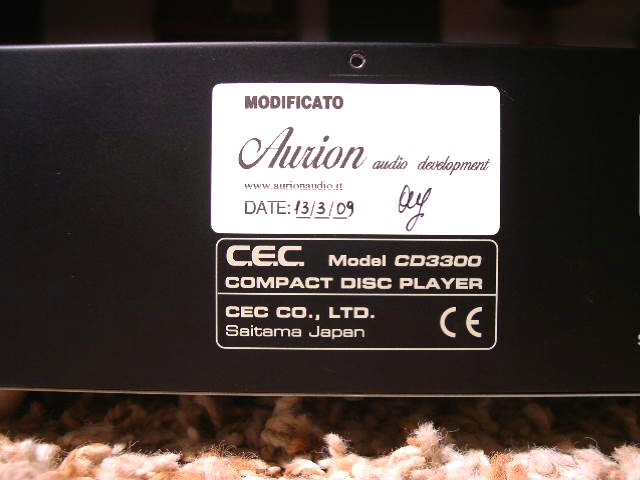 MODIFICATO
Aurion audio development
www.aurionaudio.it
DATE: 13/3/09
C.E.C. Model CD3300
COMPACT DISC PLAYER
CEC CO., LTD.
Saitama Japan
CE